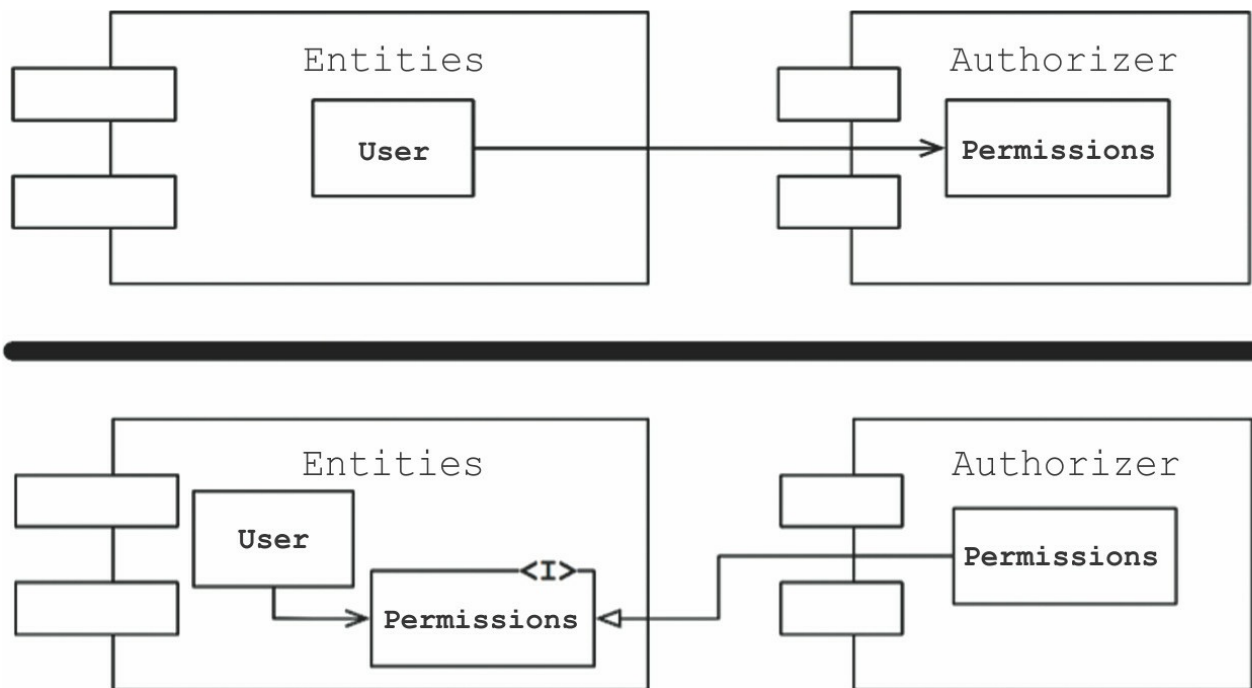 Entities
Authorizer
User
Permissions
Entities
Authorizer
User
Permissions
<I>
Permissions